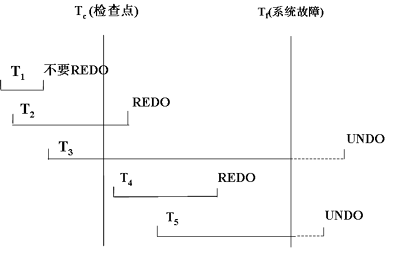 Tc (检查点)
Tf(系统故障)
T1 不要REDO
T2 REDO
T3 UNDO
T4 REDO
T5 UNDO